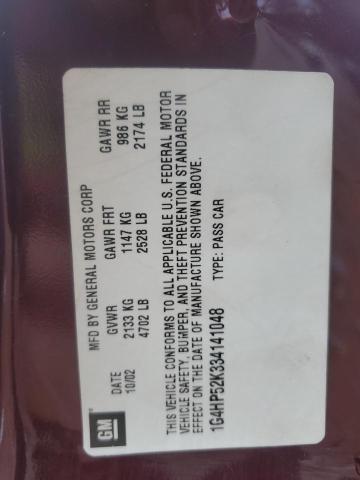 GM
MFD BY GENERAL MOTORS CORP
DATE GVWR GAWR FRT GAWR RR
10/02 2133 KG 1147 KG 986 KG
4702 LB 2528 LB 2174 LB
THIS VEHICLE CONFORMS TO ALL APPLICABLE U.S. FEDERAL MOTOR
VEHICLE SAFETY, BUMPER, AND THEFT PREVENTION STANDARDS IN
EFFECT ON THE DATE OF MANUFACTURE SHOWN ABOVE.
1G4HP52K334141048 TYPE: PASS CAR